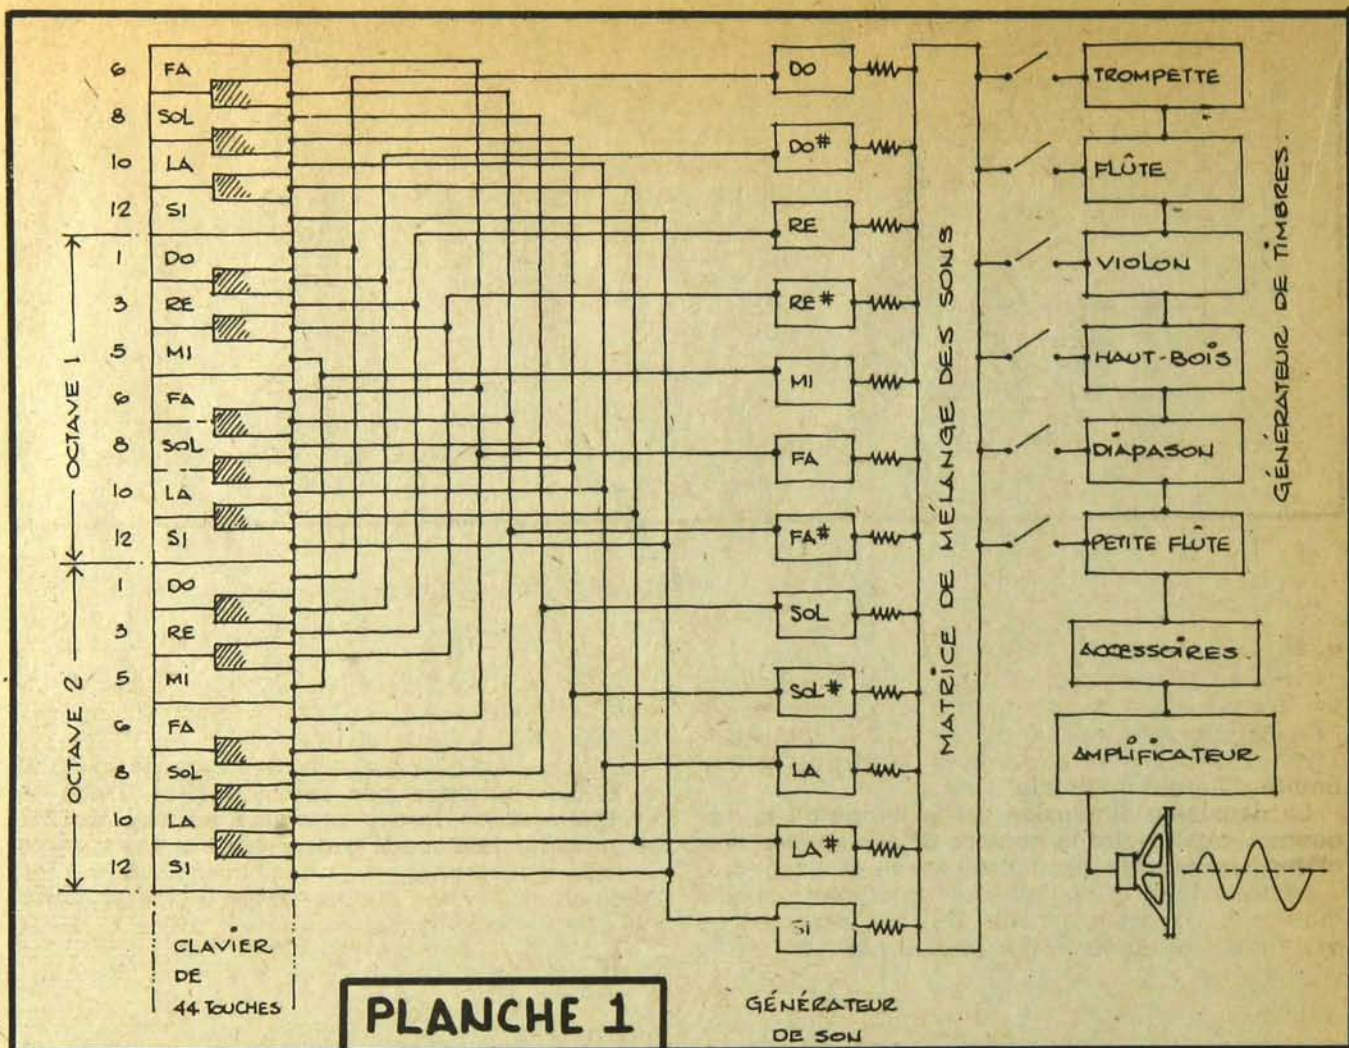 6 FA
8 SOL
10 LA
12 SI
1 DO
3 RE
5 MI
6 FA
8 SOL
10 LA
12 SI
1 DO
3 RE
5 MI
6 FA
8 SOL
10 LA
12 SI
OCTAVE 1
OCTAVE 2
CLAVIER
DE
44 TOUCHES
PLANCHE 1
DO
DO#
RE
RE#
MI
FA
FA#
SOL
SOL#
LA
LA#
SI
GÉNÉRATEUR
DE SON
MATRICE DE MÉLANGE DES SONS
TROMPETTE
FLÛTE
VIOLON
HAUT-BOIS
DIAPASON
PETITE FLÛTE
ACCESSOIRES.
AMPLIFICATEUR
GÉNÉRATEUR DE TIMBRES.